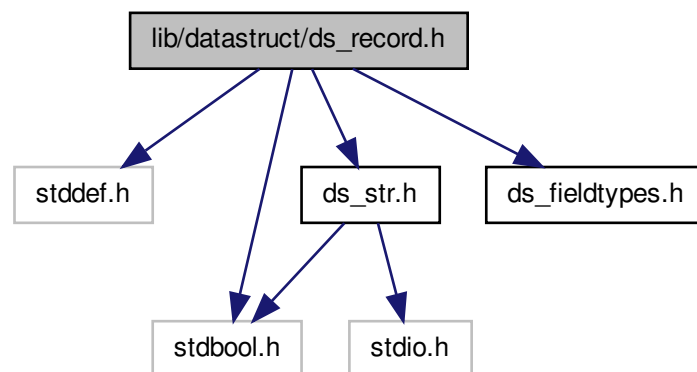 lib/datastruct/ds_record.h
stddef.h
ds_str.h
ds_fieldtypes.h
stdbool.h
stdio.h